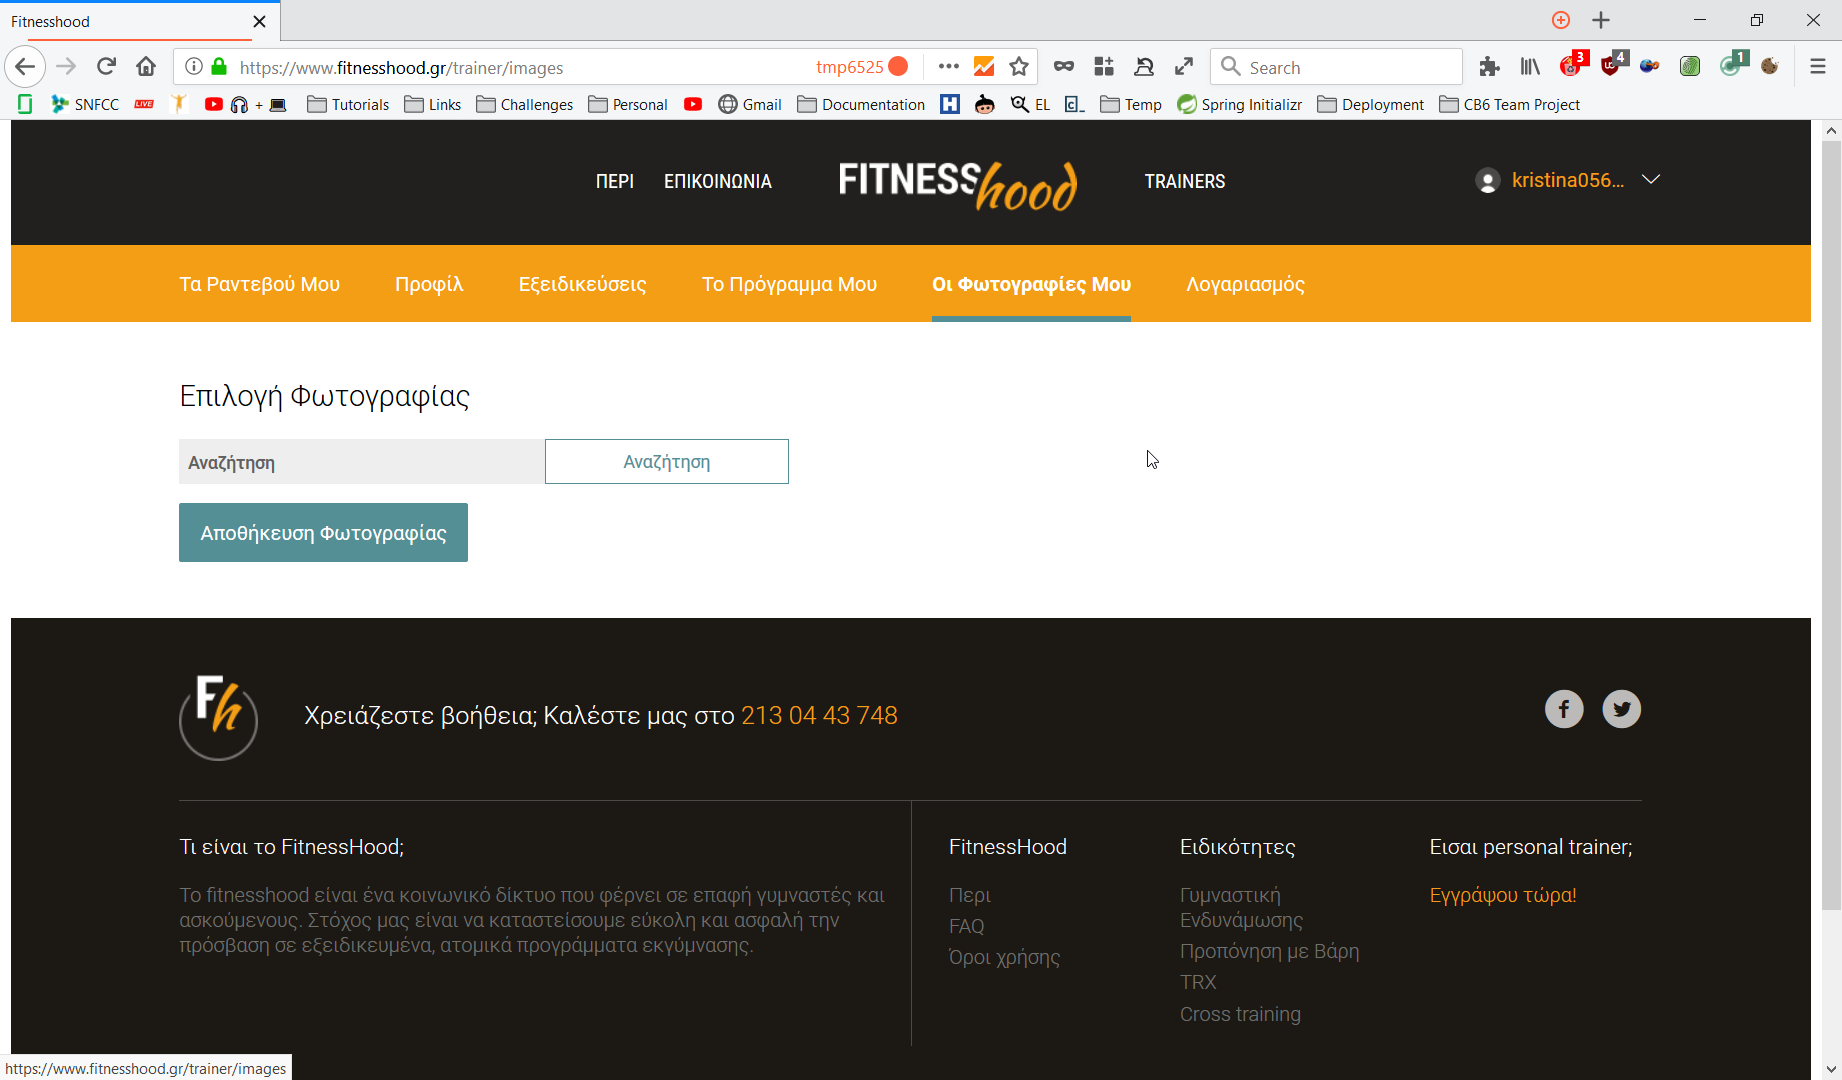 Fitnesshood
https://www.fitnesshood.gr/trainer/images
tmp6525
Search
3
4
1
SNFCC
LIVE
+
Tutorials
Links
Challenges
Personal
Gmail
Documentation
H
EL
c_
Temp
Spring Initializr
Deployment
CB6 Team Project
ΠΕΡΙ
ΕΠΙΚΟΙΝΩΝΙΑ
FITNESShood
TRAINERS
kristina056...
Τα Ραντεβού Μου
Προφίλ
Εξειδικεύσεις
Το Πρόγραμμα Μου
Οι Φωτογραφίες Μου
Λογαριασμός
Επιλογή Φωτογραφίας
Αναζήτηση
Αναζήτηση
Αποθήκευση Φωτογραφίας
Fh
Χρειάζεστε βοήθεια; Καλέστε μας στο 213 04 43 748
Τι είναι το FitnessHood;
Το fitnesshood είναι ένα κοινωνικό δίκτυο που φέρνει σε επαφή γυμναστές και
ασκούμενους. Στόχος μας είναι να καταστείσουμε εύκολη και ασφαλή την
πρόσβαση σε εξειδικευμένα, ατομικά προγράμματα εκγύμνασης.
FitnessHood
Περι
FAQ
Όροι χρήσης
Ειδικότητες
Γυμναστική
Ενδυνάμωσης
Προπόνηση με Βάρη
TRX
Cross training
Εισαι personal trainer;
Εγγράψου τώρα!
https://www.fitnesshood.gr/trainer/images